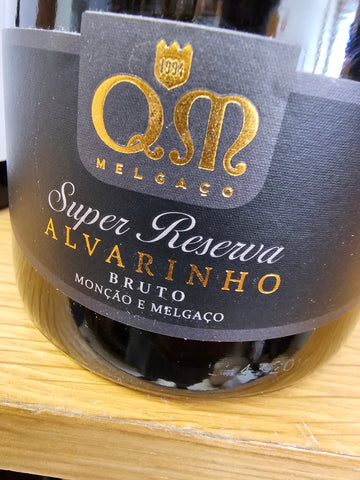 1994
QM
MELGAÇO
Super Reserva
ALVARINHO
BRUTO
MONÇÃO E MELGAÇO